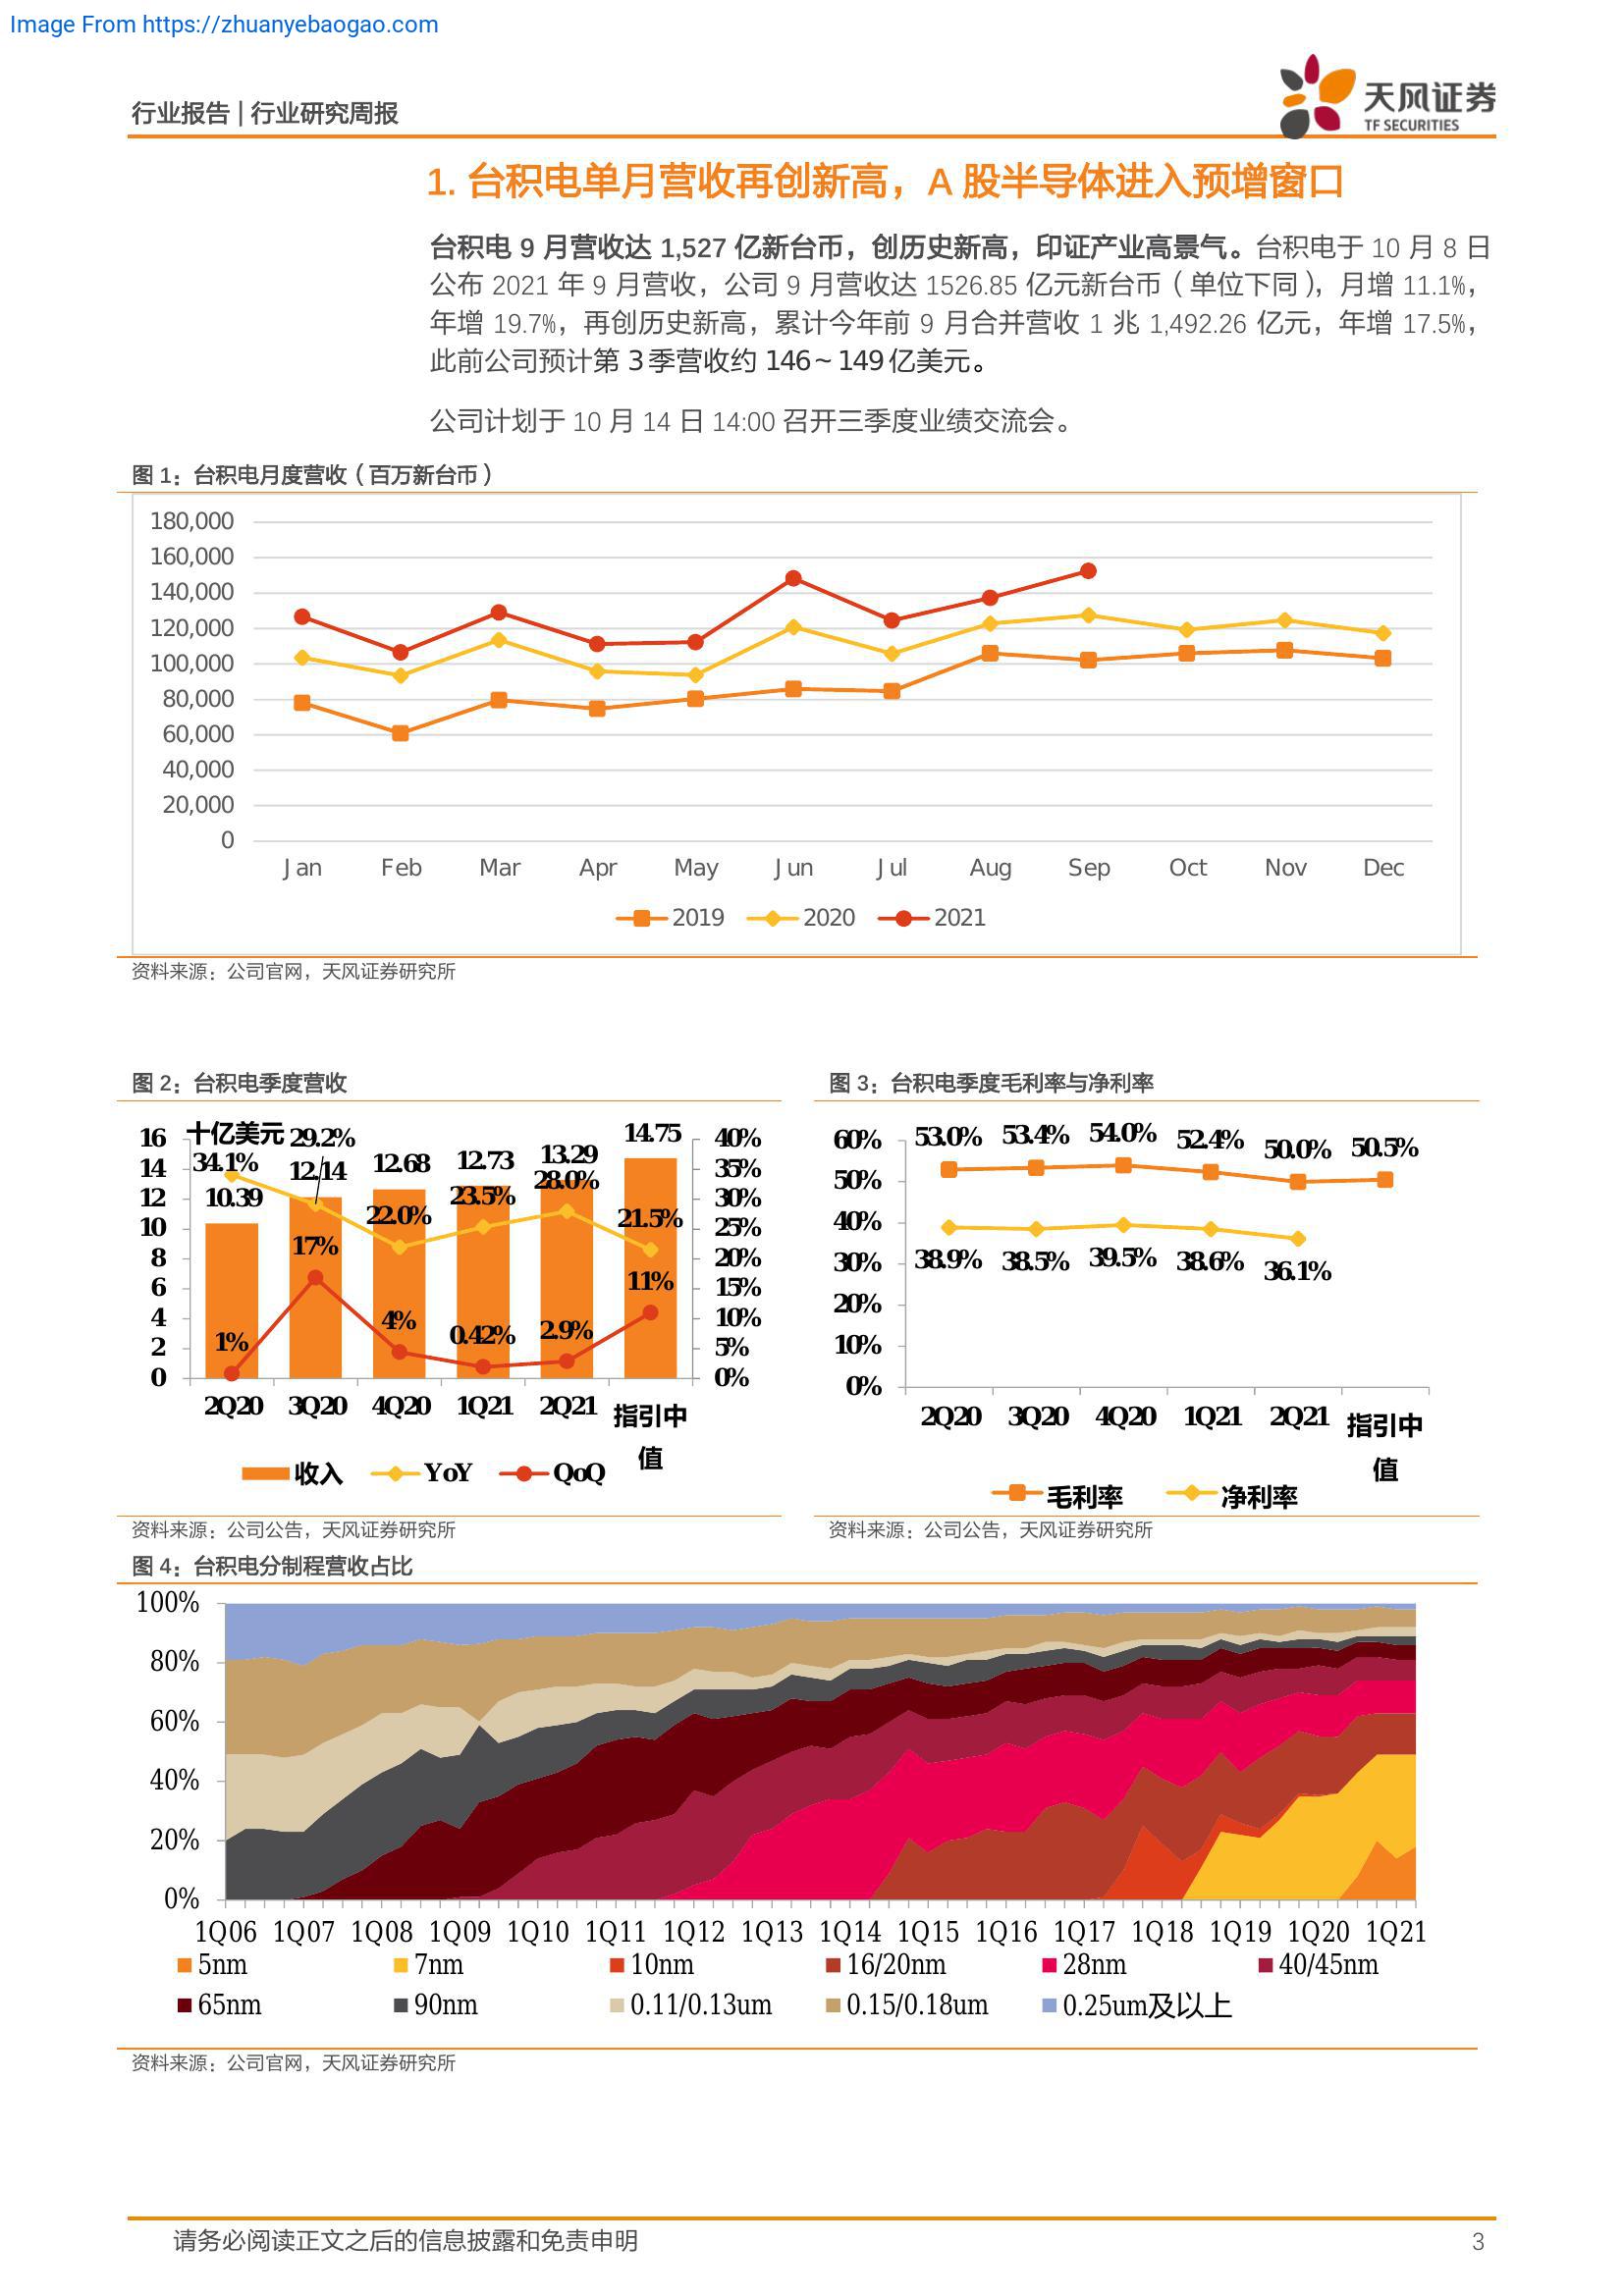 Image From https://zhuanyebaogao.com
行业报告 | 行业研究周报
天风证券
TF SECURITIES
1. 台积电单月营收再创新高，A 股半导体进入预增窗口
台积电 9 月营收达 1,527 亿新台币，创历史新高，印证产业高景气。台积电于 10 月 8 日
公布 2021 年 9 月营收，公司 9 月营收达 1526.85 亿元新台币（单位下同），月增 11.1%，
年增 19.7%，再创历史新高，累计今年前 9 月合并营收 1 兆 1,492.26 亿元，年增 17.5%，
此前公司预计第 3 季营收约 146~149 亿美元。
公司计划于 10 月 14 日 14:00 召开三季度业绩交流会。
图 1：台积电月度营收（百万新台币）
180,000
160,000
140,000
120,000
100,000
80,000
60,000
40,000
20,000
0
Jan Feb Mar Apr May Jun Jul Aug Sep Oct Nov Dec
2019 2020 2021
资料来源：公司官网，天风证券研究所
图 2：台积电季度营收
十亿美元
16
14
12
10
8
6
4
2
0
10.39 12.14 12.68 12.73 13.29 14.75
34.1% 29.2% 22.0% 23.5% 28.0% 21.5%
1% 17% 4% 0.42% 2.9% 11%
40%
35%
30%
25%
20%
15%
10%
5%
0%
2Q20 3Q20 4Q20 1Q21 2Q21 指引中
值
收入 YoY QoQ
资料来源：公司公告，天风证券研究所
图 3：台积电季度毛利率与净利率
60%
50%
40%
30%
20%
10%
0%
53.0% 53.4% 54.0% 52.4% 50.0% 50.5%
38.9% 38.5% 39.5% 38.6% 36.1%
2Q20 3Q20 4Q20 1Q21 2Q21 指引中
值
毛利率 净利率
资料来源：公司公告，天风证券研究所
图 4：台积电分制程营收占比
100%
80%
60%
40%
20%
0%
1Q06 1Q07 1Q08 1Q09 1Q10 1Q11 1Q12 1Q13 1Q14 1Q15 1Q16 1Q17 1Q18 1Q19 1Q20 1Q21
5nm 7nm 10nm 16/20nm 28nm 40/45nm
65nm 90nm 0.11/0.13um 0.15/0.18um 0.25um及以上
资料来源：公司官网，天风证券研究所
请务必阅读正文之后的信息披露和免责申明 3